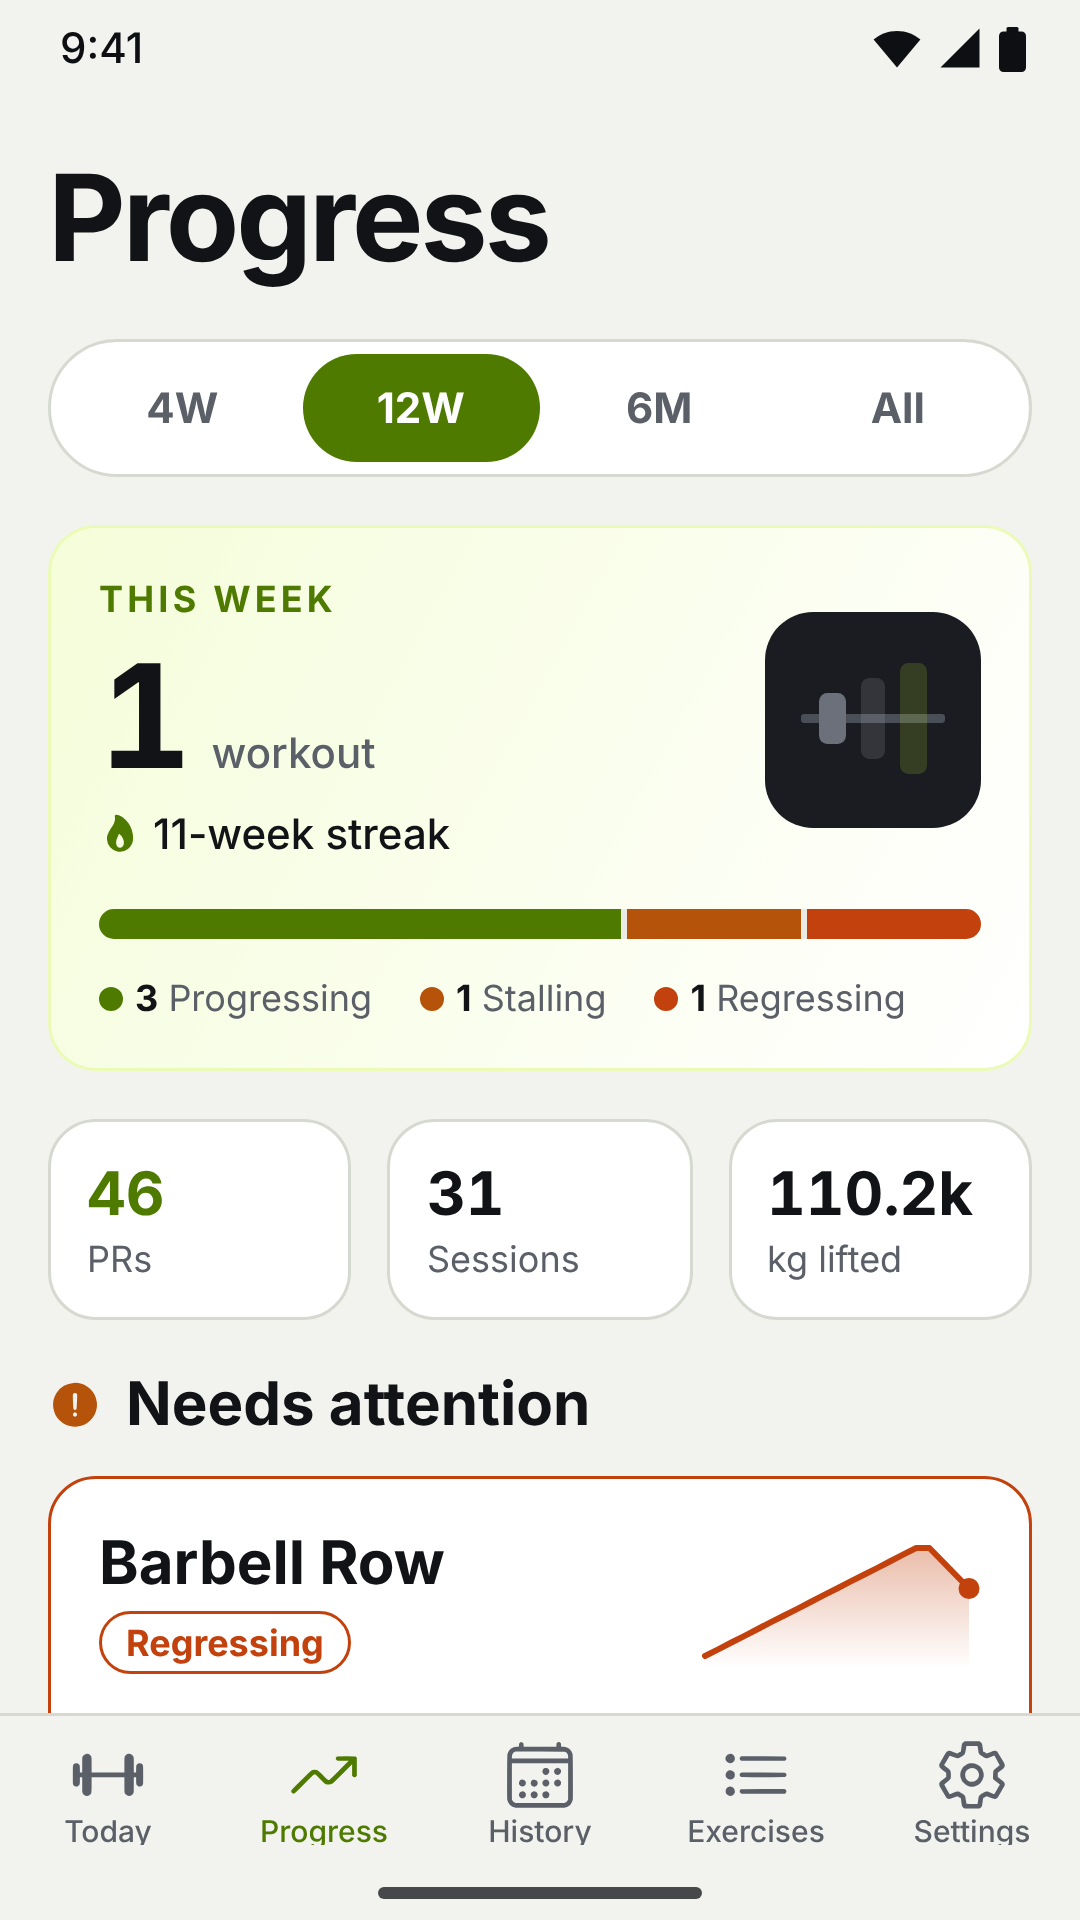 9:41
Progress
4W 12W 6M All
THIS WEEK
1 workout
11-week streak
3 Progressing 1 Stalling 1 Regressing
46 31 110.2k
PRs Sessions kg lifted
! Needs attention
Barbell Row
Regressing
Today Progress History Exercises Settings